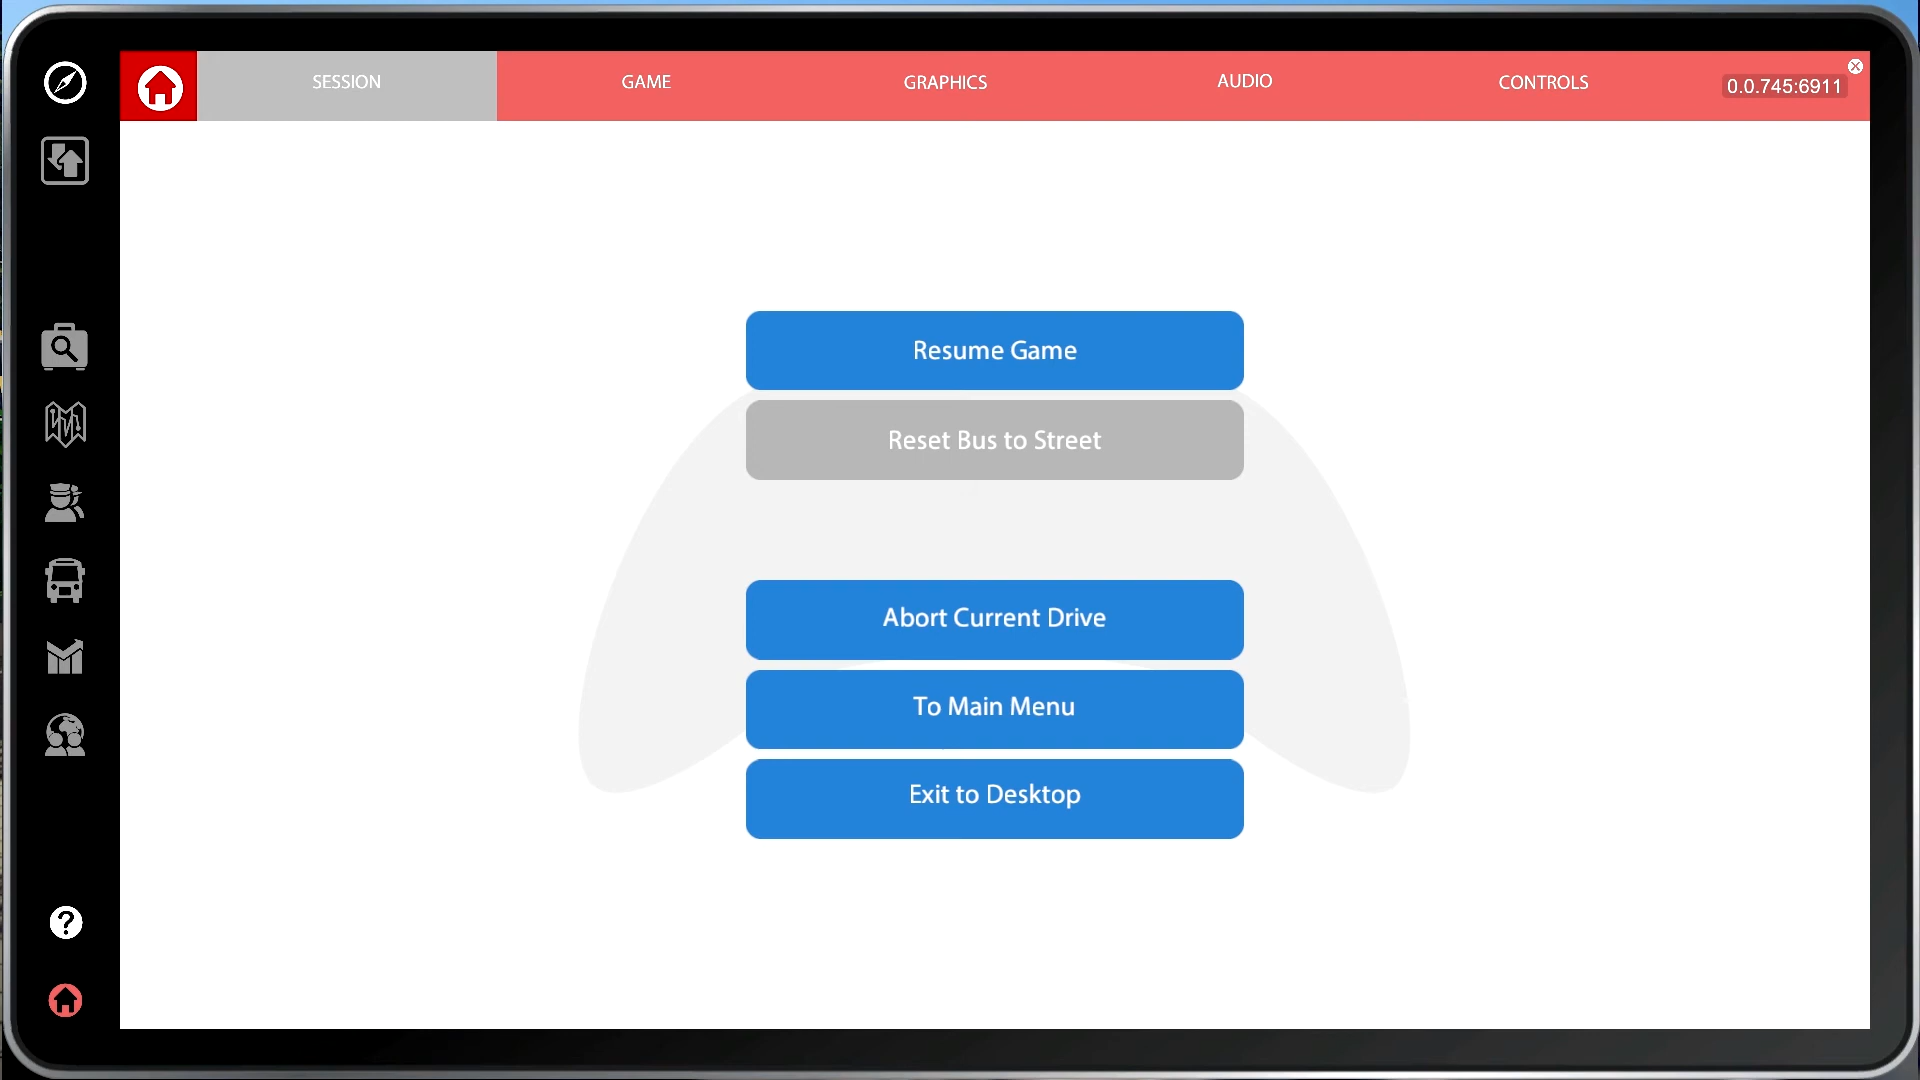 SESSION
GAME
GRAPHICS
AUDIO
CONTROLS
0.0.745:6911
Resume Game
Reset Bus to Street
Abort Current Drive
To Main Menu
Exit to Desktop